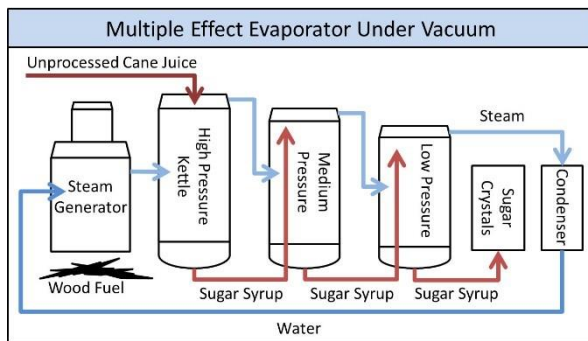 Multiple Effect Evaporator Under Vacuum
Unprocessed Cane Juice
Steam
Generator
Wood Fuel
High Pressure
Kettle
Medium
Pressure
Low Pressure
Steam
Sugar
Crystals
Condenser
Sugar Syrup
Sugar Syrup
Sugar Syrup
Water